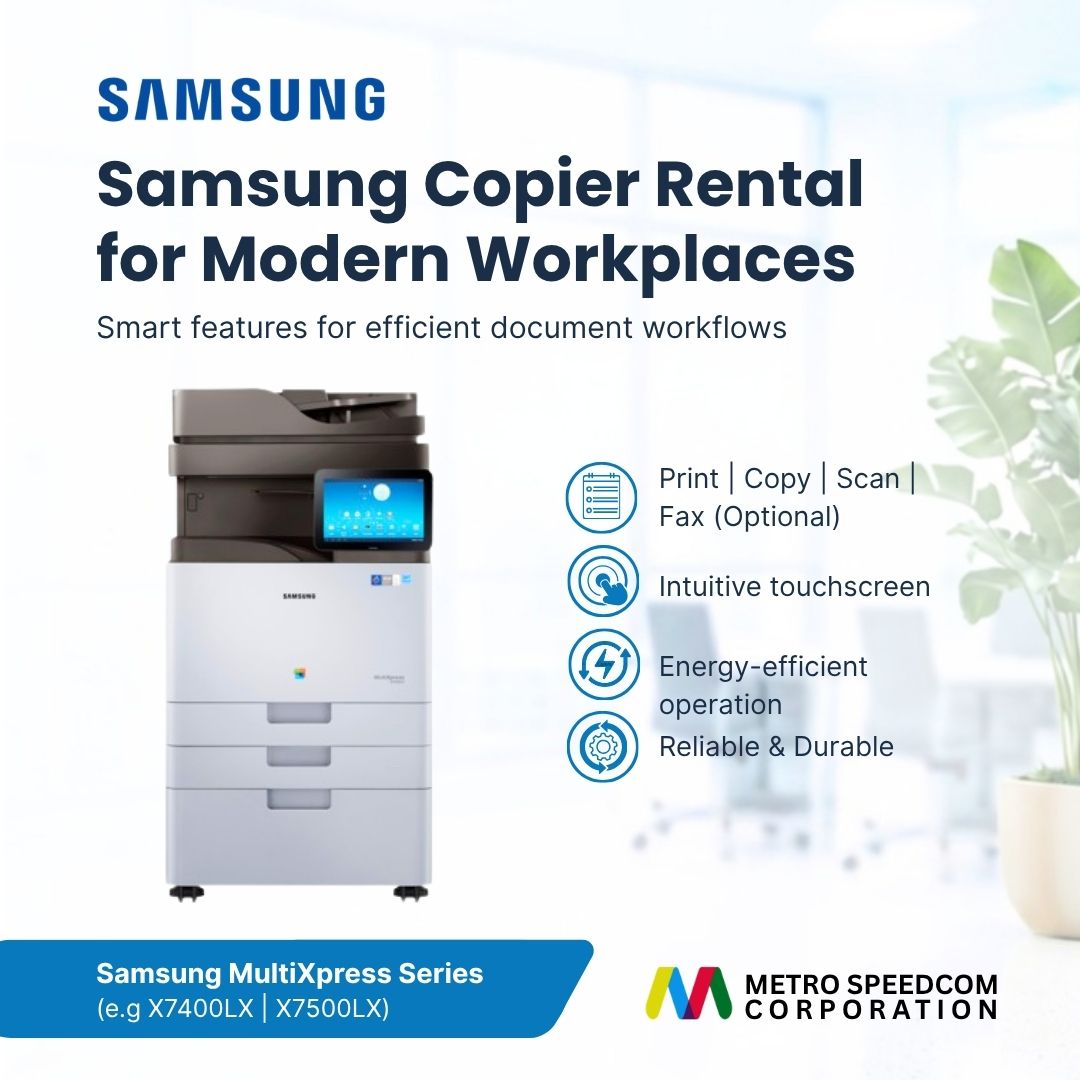 SAMSUNG
Samsung Copier Rental
for Modern Workplaces
Smart features for efficient document workflows
SAMSUNG
MultiXpress
Print | Copy | Scan |
Fax (Optional)
Intuitive touchscreen
Energy-efficient
operation
Reliable & Durable
Samsung MultiXpress Series
(e.g X7400LX | X7500LX)
METRO SPEEDCOM
CORPORATION